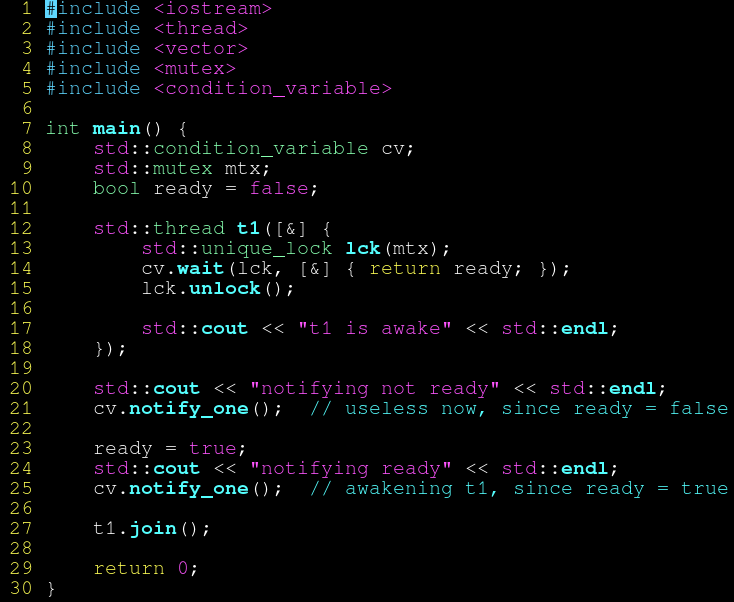 1 #include <iostream>
2 #include <thread>
3 #include <vector>
4 #include <mutex>
5 #include <condition_variable>
6
7 int main() {
8     std::condition_variable cv;
9     std::mutex mtx;
10     bool ready = false;
11
12     std::thread t1([&] {
13         std::unique_lock lck(mtx);
14         cv.wait(lck, [&] { return ready; });
15         lck.unlock();
16
17         std::cout << "t1 is awake" << std::endl;
18     });
19
20     std::cout << "notifying not ready" << std::endl;
21     cv.notify_one();  // useless now, since ready = false
22
23     ready = true;
24     std::cout << "notifying ready" << std::endl;
25     cv.notify_one();  // awakening t1, since ready = true
26
27     t1.join();
28
29     return 0;
30 }